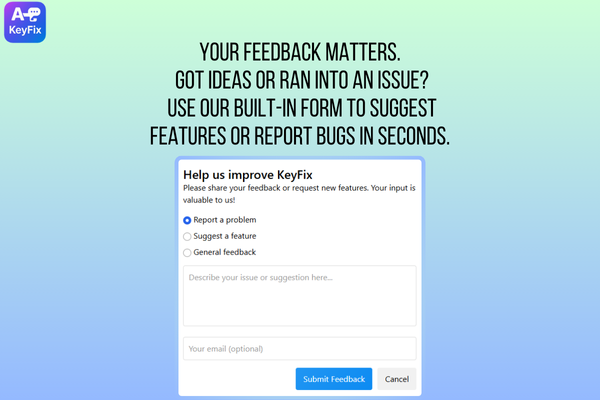 A-
KeyFix
YOUR FEEDBACK MATTERS.
GOT IDEAS OR RAN INTO AN ISSUE?
USE OUR BUILT-IN FORM TO SUGGEST
FEATURES OR REPORT BUGS IN SECONDS.
Help us improve KeyFix
Please share your feedback or request new features. Your input is
valuable to us!
Report a problem
Suggest a feature
General feedback
Describe your issue or suggestion here...
Your email (optional)
Submit Feedback Cancel